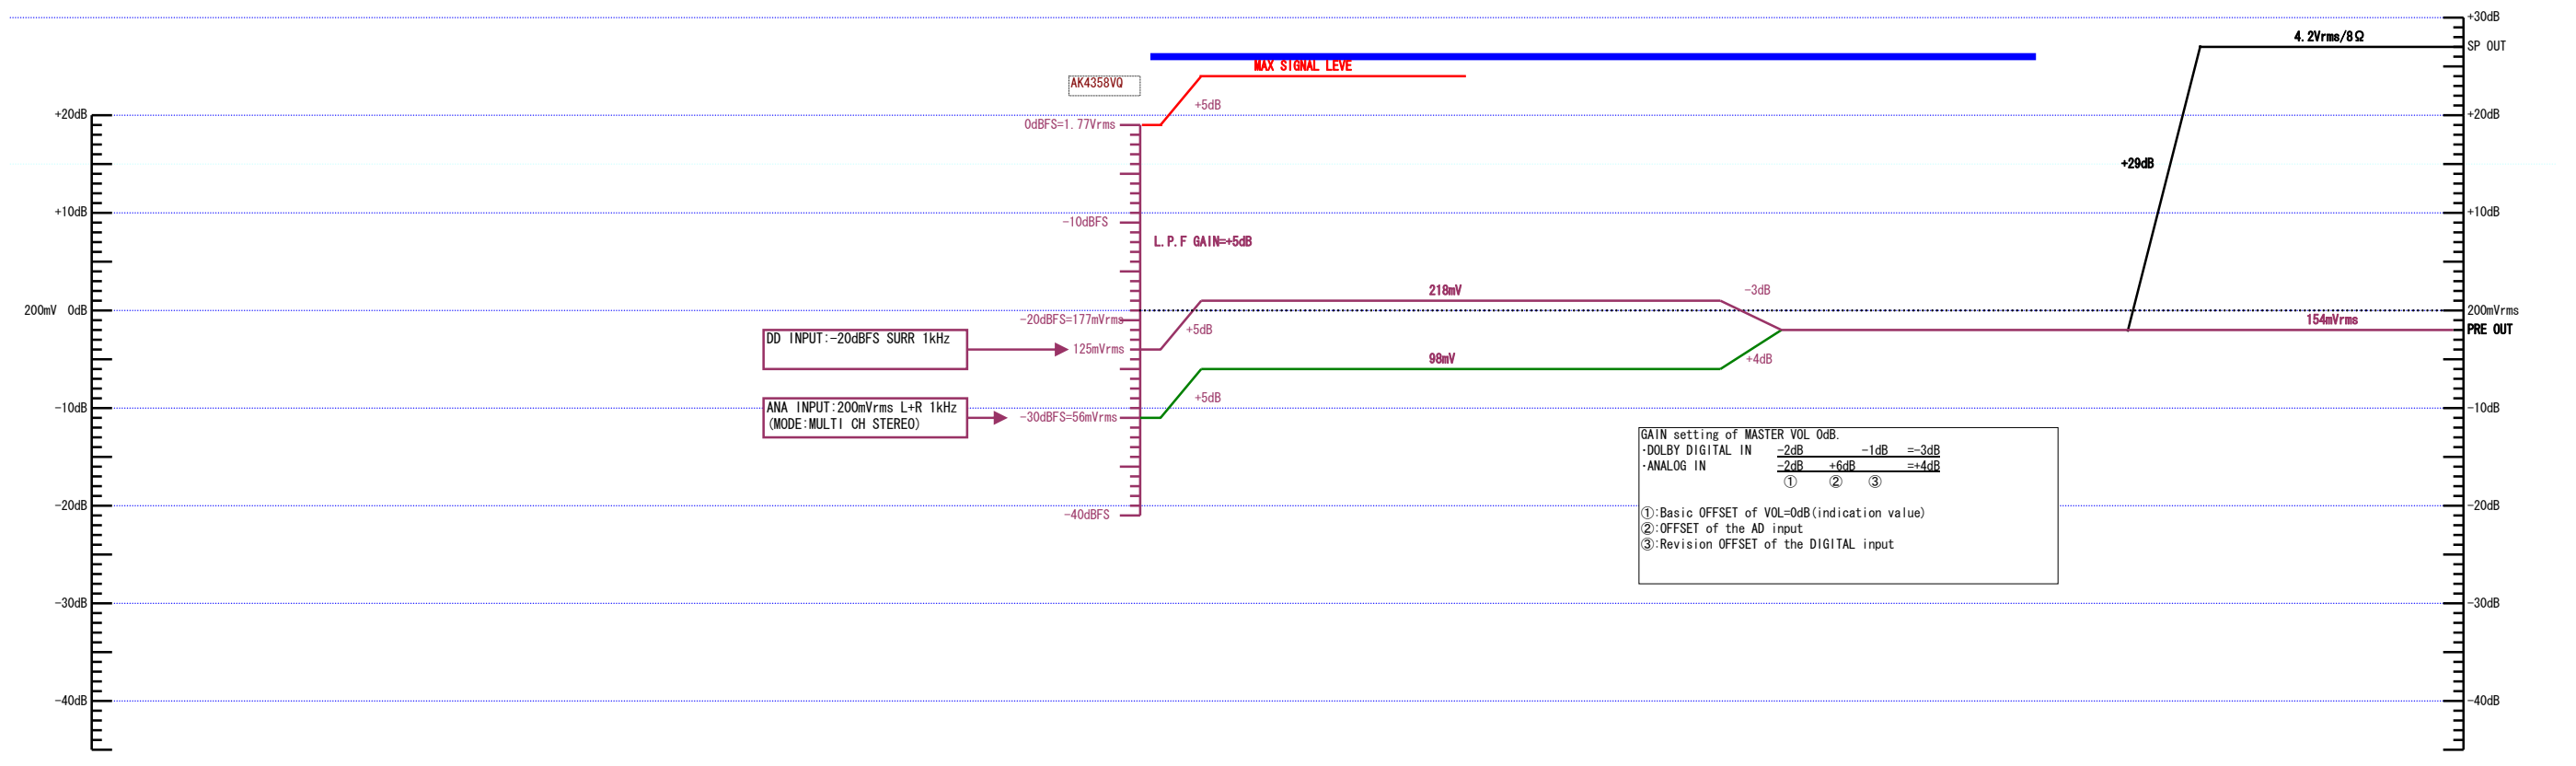 +30dB
4.2Vrms/8Ω
SP OUT
MAX SIGNAL LEVE
AK4358VQ
+5dB
+20dB
0dBFS=1.77Vrms
+20dB
+29dB
+10dB
-10dBFS
+10dB
L.P.F GAIN=+5dB
218mV
-3dB
200mV 0dB
-20dBFS=177mVrms
200mVrms
154mVrms
+5dB
PRE OUT
DD INPUT:-20dBFS SURR 1kHz
125mVrms
98mV
+4dB
+5dB
ANA INPUT:200mVrms L+R 1kHz
(MODE:MULTI CH STEREO)
-30dBFS=56mVrms
-10dB
-10dB
GAIN setting of MASTER VOL 0dB.
·DOLBY DIGITAL IN -2dB -1dB =-3dB
·ANALOG IN -2dB +6dB =+4dB
① ② ③
①:Basic OFFSET of VOL=0dB(indication value)
②:OFFSET of the AD input
③:Revision OFFSET of the DIGITAL input
-20dB
-40dBFS
-20dB
-30dB
-30dB
-40dB
-40dB